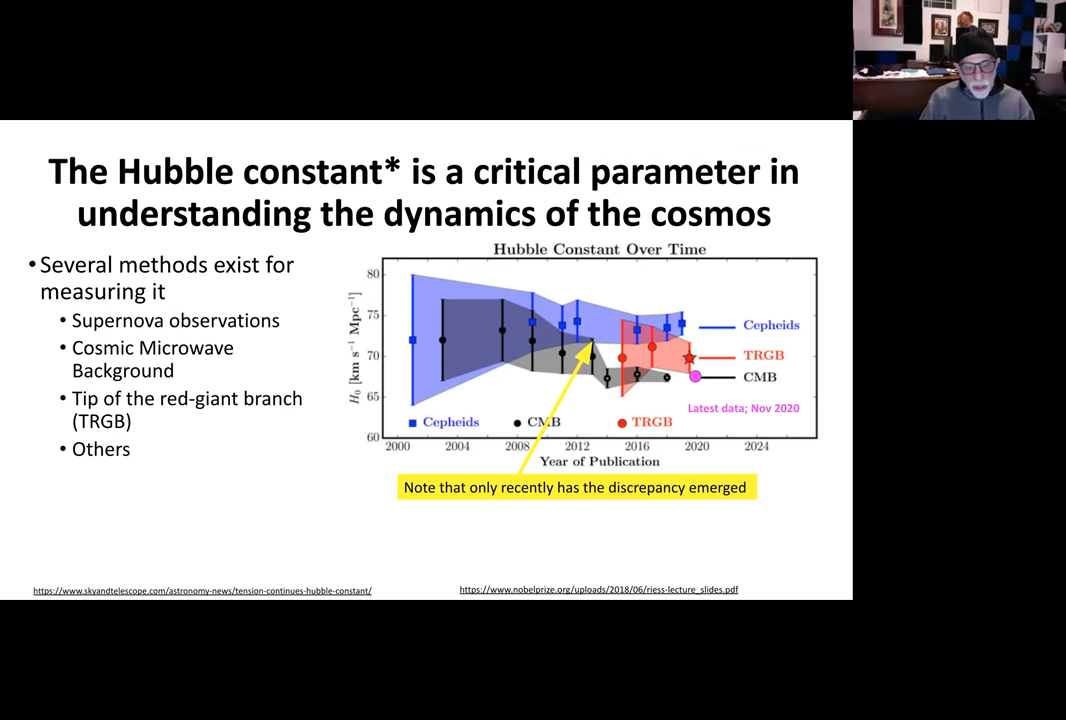 The Hubble constant* is a critical parameter in
understanding the dynamics of the cosmos
•Several methods exist for
measuring it
• Supernova observations
• Cosmic Microwave
Background
• Tip of the red-giant branch
(TRGB)
• Others
Hubble Constant Over Time
H₀ [km s⁻¹ Mpc⁻¹]
80
75
70
65
60
Cepheids
TRGB
CMB
Latest data; Nov 2020
Cepheids CMB TRGB
2000 2004 2008 2012 2016 2020 2024
Year of Publication
Note that only recently has the discrepancy emerged
https://www.skyandtelescope.com/astronomy-news/tension-continues-hubble-constant/
https://www.nobelprize.org/uploads/2018/06/riess-lecture_slides.pdf